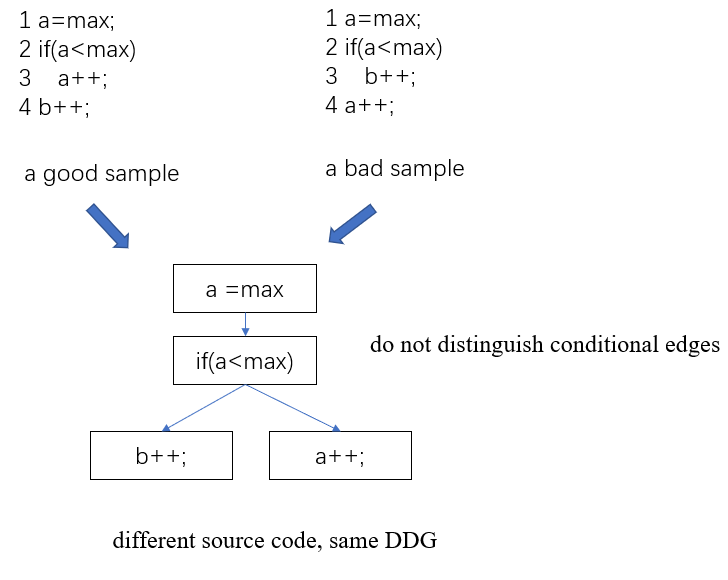 1 a=max;
2 if(a<max)
3 a++;
4 b++;
a good sample
1 a=max;
2 if(a<max)
3 b++;
4 a++;
a bad sample
a =max
if(a<max)
do not distinguish conditional edges
b++;
a++;
different source code, same DDG